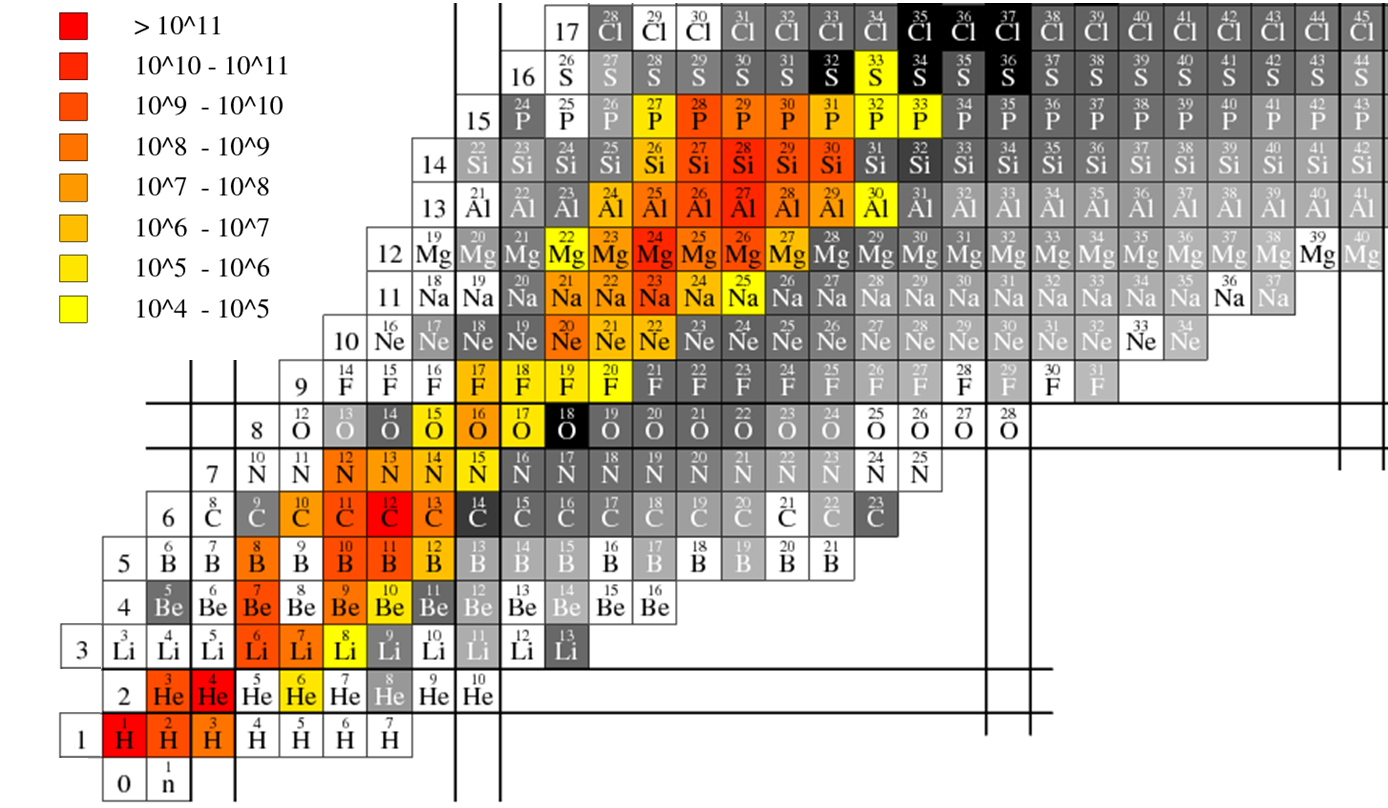 > 10^11
10^10 - 10^11
10^9 - 10^10
10^8 - 10^9
10^7 - 10^8
10^6 - 10^7
10^5 - 10^6
10^4 - 10^5
17 28 Cl 29 Cl 30 Cl 31 Cl 32 Cl 33 Cl 34 Cl 35 Cl 36 Cl 37 Cl 38 Cl 39 Cl 40 Cl 41 Cl 42 Cl 43 Cl 44 Cl 45 Cl
16 26 S 27 S 28 S 29 S 30 S 31 S 32 S 33 S 34 S 35 S 36 S 37 S 38 S 39 S 40 S 41 S 42 S 43 S 44 S
15 24 P 25 P 26 P 27 P 28 P 29 P 30 P 31 P 32 P 33 P 34 P 35 P 36 P 37 P 38 P 39 P 40 P 41 P 42 P 43 P
14 22 Si 23 Si 24 Si 25 Si 26 Si 27 Si 28 Si 29 Si 30 Si 31 Si 32 Si 33 Si 34 Si 35 Si 36 Si 37 Si 38 Si 39 Si 40 Si 41 Si 42 Si
13 21 Al 22 Al 23 Al 24 Al 25 Al 26 Al 27 Al 28 Al 29 Al 30 Al 31 Al 32 Al 33 Al 34 Al 35 Al 36 Al 37 Al 38 Al 39 Al 40 Al 41 Al
12 19 Mg 20 Mg 21 Mg 22 Mg 23 Mg 24 Mg 25 Mg 26 Mg 27 Mg 28 Mg 29 Mg 30 Mg 31 Mg 32 Mg 33 Mg 34 Mg 35 Mg 36 Mg 37 Mg 38 Mg 39 Mg 40 Mg
11 18 Na 19 Na 20 Na 21 Na 22 Na 23 Na 24 Na 25 Na 26 Na 27 Na 28 Na 29 Na 30 Na 31 Na 32 Na 33 Na 34 Na 35 Na 36 Na 37 Na
10 16 Ne 17 Ne 18 Ne 19 Ne 20 Ne 21 Ne 22 Ne 23 Ne 24 Ne 25 Ne 26 Ne 27 Ne 28 Ne 29 Ne 30 Ne 31 Ne 32 Ne 33 Ne 34 Ne
9 14 F 15 F 16 F 17 F 18 F 19 F 20 F 21 F 22 F 23 F 24 F 25 F 26 F 27 F 28 F 29 F 30 F 31 F
8 12 O 13 O 14 O 15 O 16 O 17 O 18 O 19 O 20 O 21 O 22 O 23 O 24 O 25 O 26 O 27 O 28 O
7 10 N 11 N 12 N 13 N 14 N 15 N 16 N 17 N 18 N 19 N 20 N 21 N 22 N 23 N 24 N 25 N
6 8 C 9 C 10 C 11 C 12 C 13 C 14 C 15 C 16 C 17 C 18 C 19 C 20 C 21 C 22 C 23 C
5 6 B 7 B 8 B 9 B 10 B 11 B 12 B 13 B 14 B 15 B 16 B 17 B 18 B 19 B 20 B 21 B
4 5 Be 6 Be 7 Be 8 Be 9 Be 10 Be 11 Be 12 Be 13 Be 14 Be 15 Be 16 Be
3 3 Li 4 Li 5 Li 6 Li 7 Li 8 Li 9 Li 10 Li 11 Li 12 Li 13 Li
2 3 He 4 He 5 He 6 He 7 He 8 He 9 He 10 He
1 1 H 2 H 3 H 4 H 5 H 6 H 7 H
0 1 n